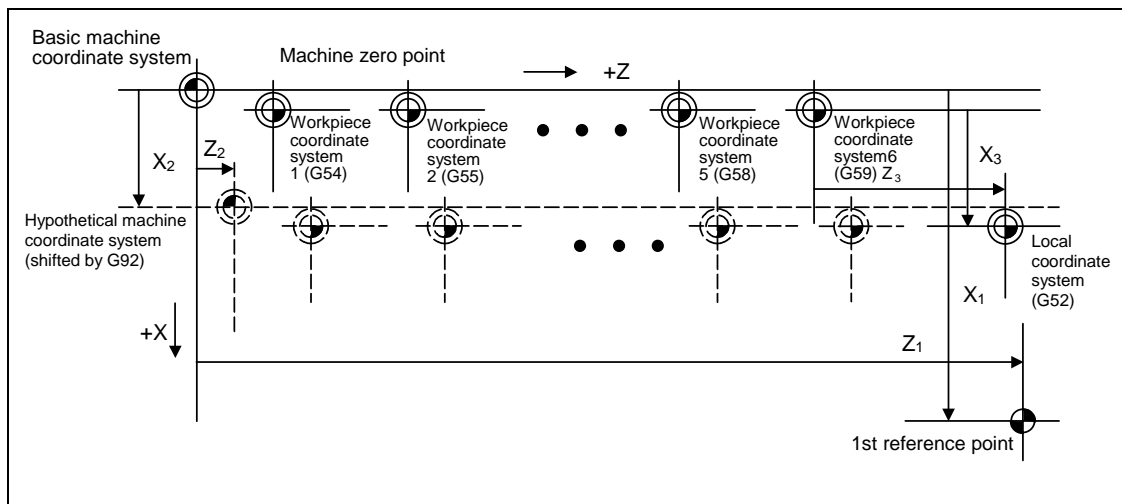 Basic machine
coordinate system
Machine zero point
+Z
Workpiece
coordinate
system
1 (G54)
Workpiece
coordinate
system
2 (G55)
Workpiece
coordinate
system
5 (G58)
Workpiece
coordinate
system6
(G59)
Z3
X3
X2
Z2
Hypothetical machine
coordinate system
(shifted by G92)
Local
coordinate
system
(G52)
X1
+X
Z1
1st reference point